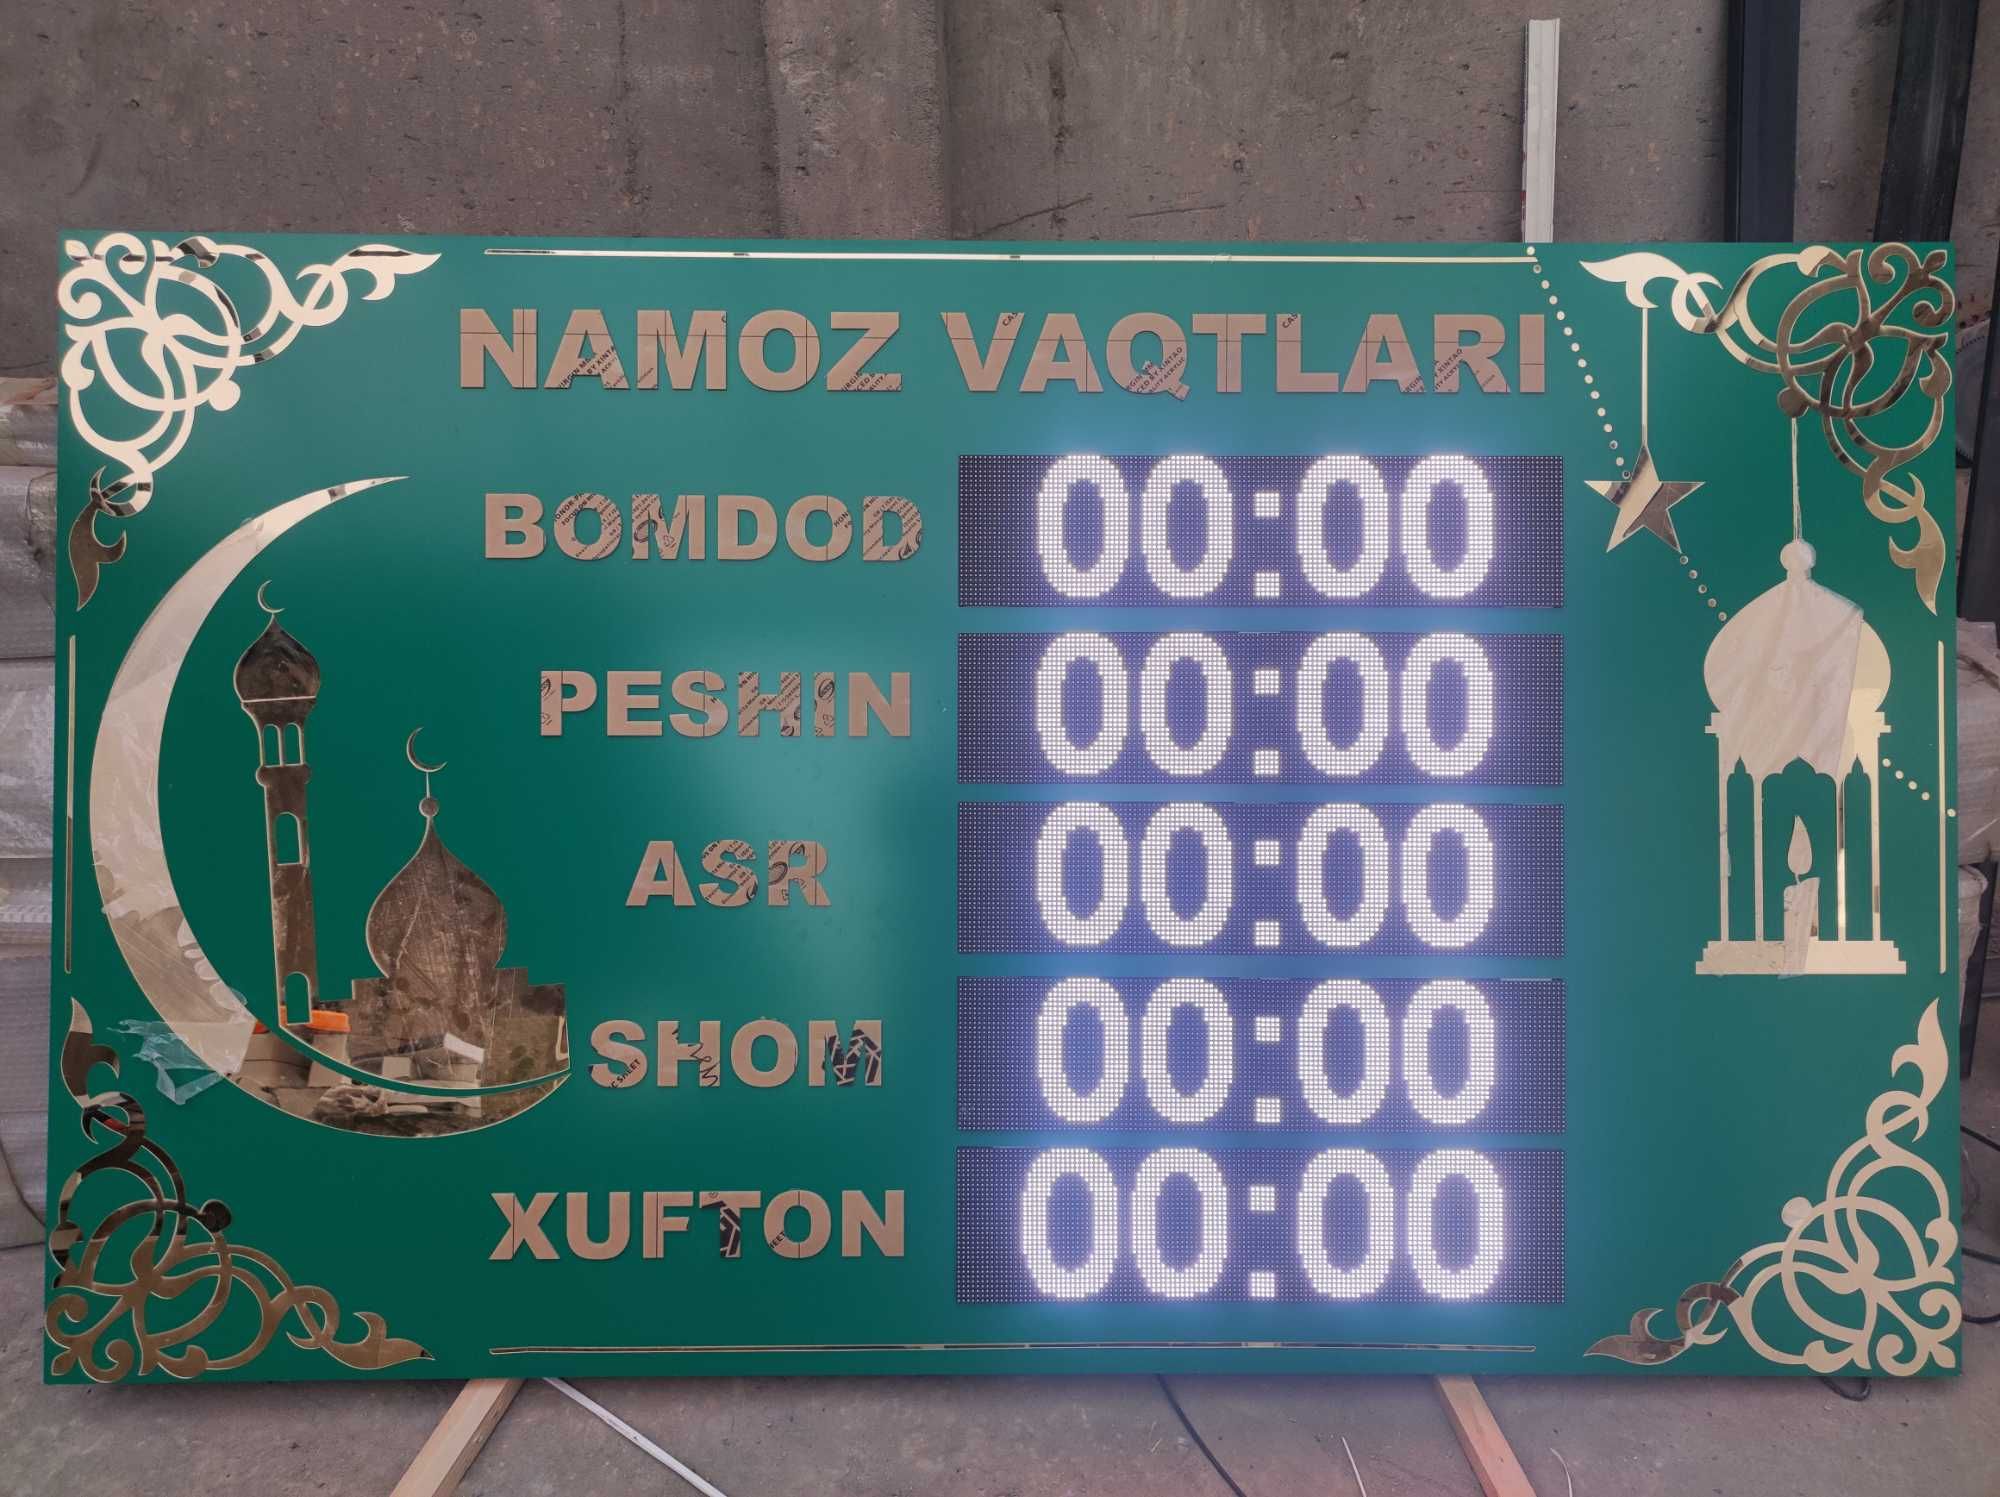 NAMOZ VAQTLARI
BOMDOD 00:00
PESHIN 00:00
ASR 00:00
SHOM 00:00
XUFTON 00:00